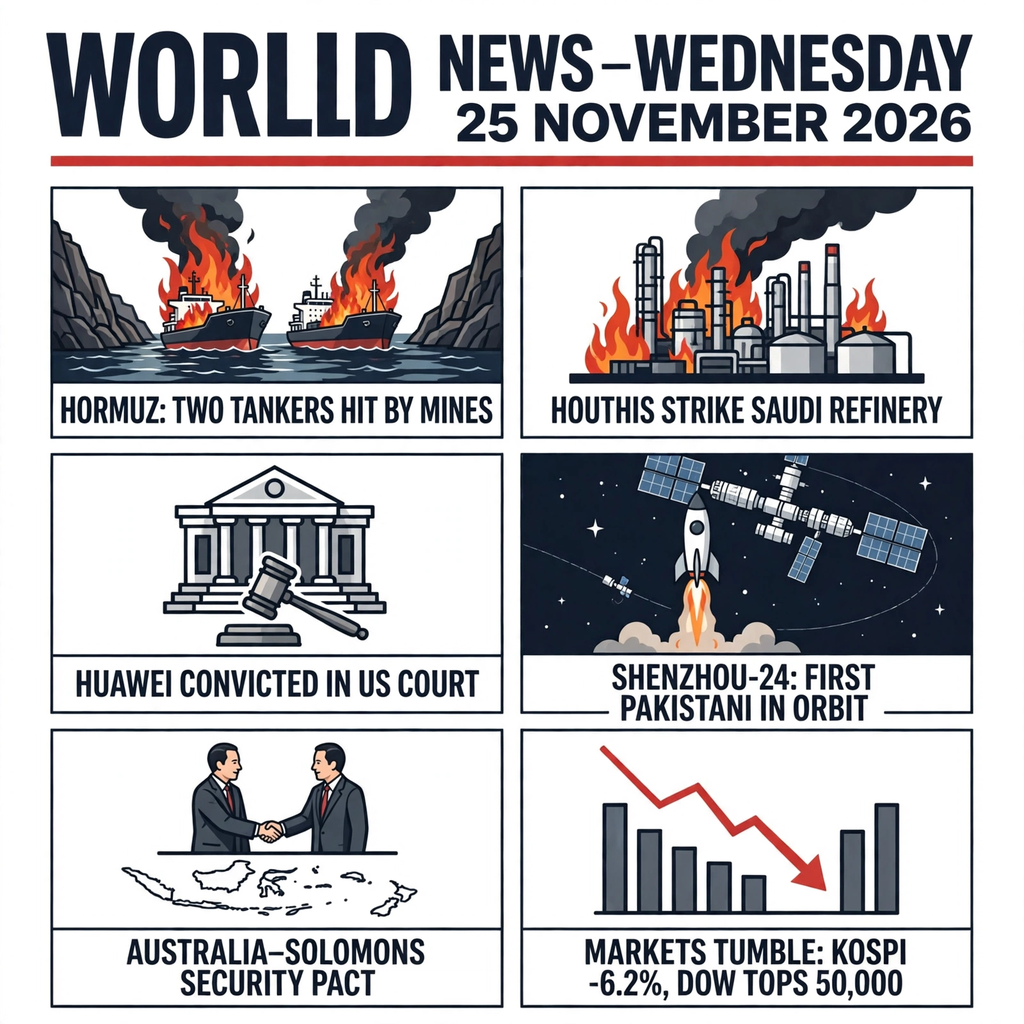 WORLLD
NEWS–WEDNESDAY
25 NOVEMBER 2026
HORMUZ: TWO TANKERS HIT BY MINES
HOUTHIS STRIKE SAUDI REFINERY
HUAWEI CONVICTED IN US COURT
SHENZHOU-24: FIRST
PAKISTANI IN ORBIT
AUSTRALIA–SOLOMONS
SECURITY PACT
MARKETS TUMBLE: KOSPI
-6.2%, DOW TOPS 50,000